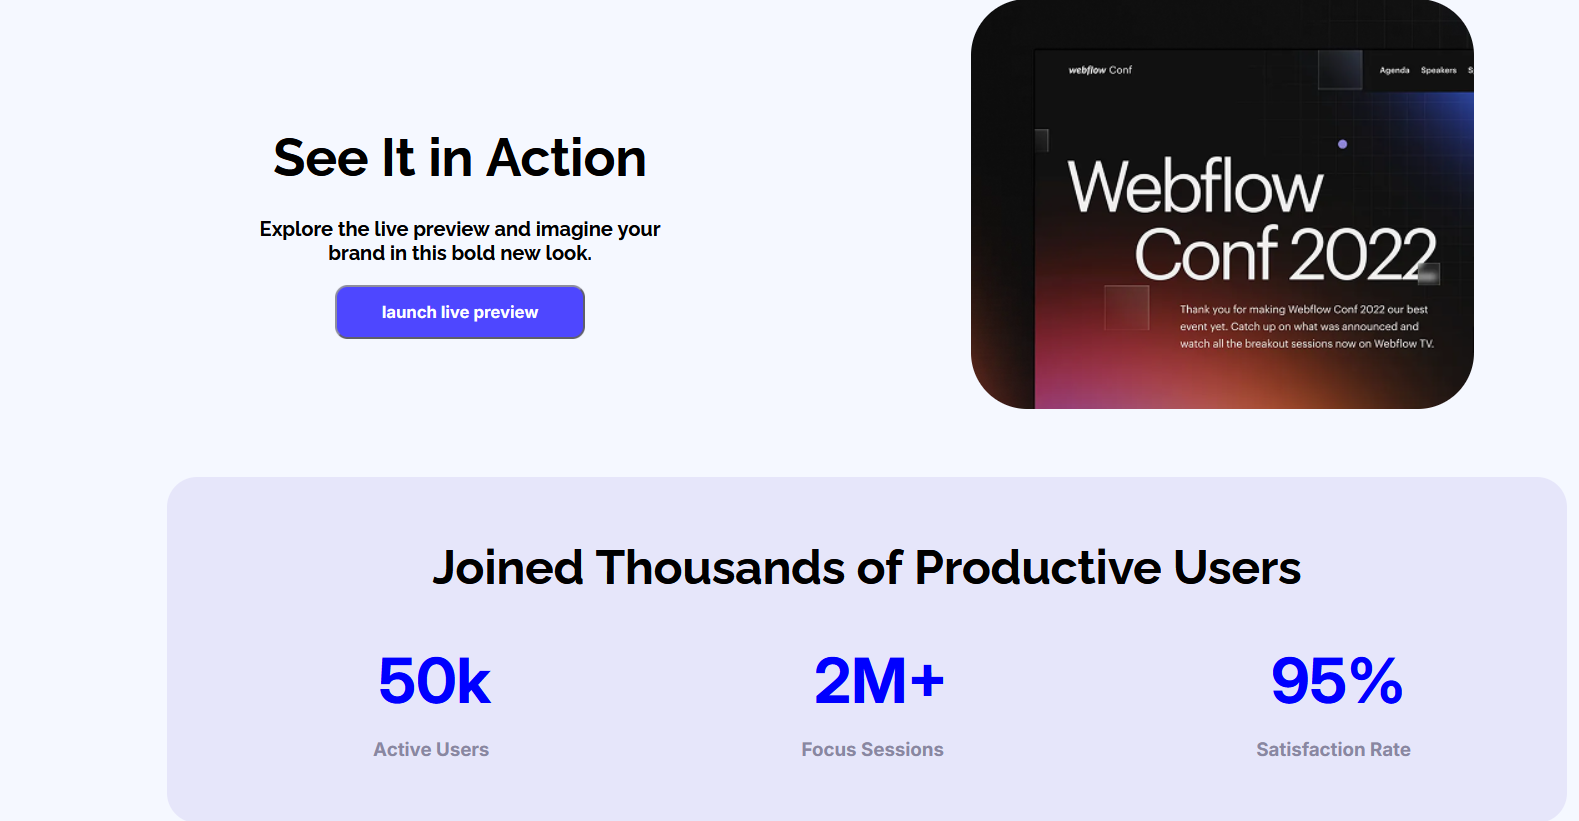 See It in Action
Explore the live preview and imagine your
brand in this bold new look.
launch live preview
webflow Conf
Agenda Speakers S
Webflow
Conf 2022
Thank you for making Webflow Conf 2022 our best
event yet. Catch up on what was announced and
watch all the breakout sessions now on Webflow TV.
Joined Thousands of Productive Users
50k 2M+ 95%
Active Users Focus Sessions Satisfaction Rate